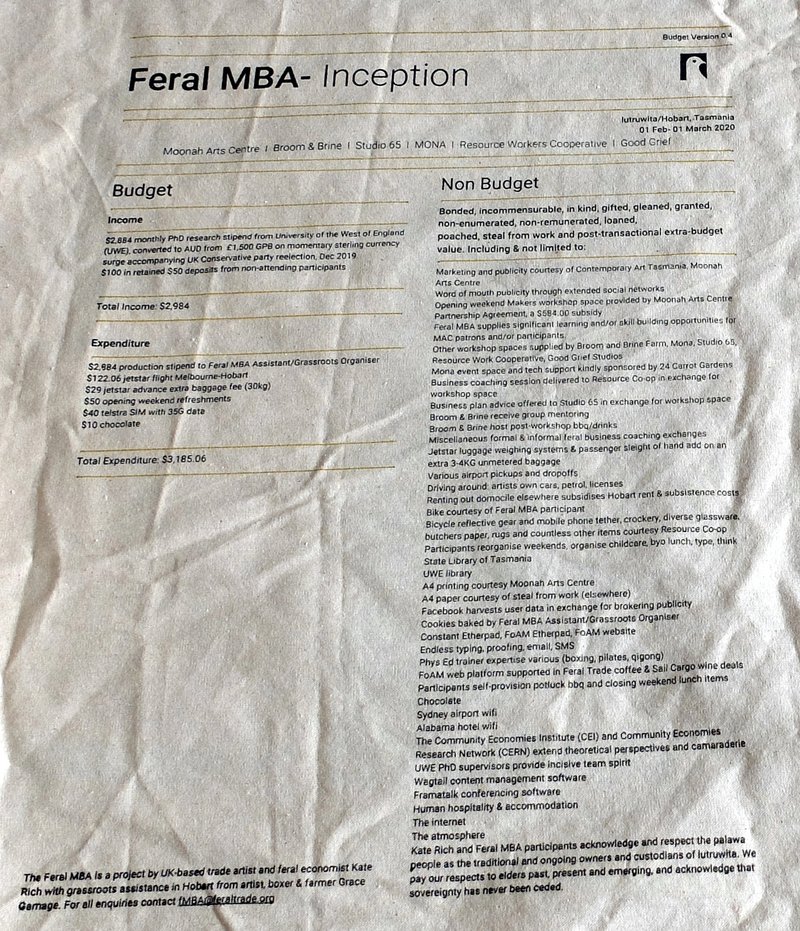 Budget Version 0.4
Feral MBA- Inception
lutruwita/Hobart, Tasmania
01 Feb- 01 March 2020
Moonah Arts Centre I Broom & Brine I Studio 65 I MONA I Resource Workers Cooperative I Good Grief
Budget
Income
$2,884 monthly PhD research stipend from University of the West of England
(UWE), converted to AUD from £1,500 GPB on momentary sterling currency
surge accompanying UK Conservative party reelection, Dec 2019
$100 in retained $50 deposits from non-attending participants
Total Income: $2,984
Expenditure
$2,884 production stipend to Feral MBA Assistant/Grassroots Organiser
$122.06 jetstar flight Melbourne-Hobart
$29 jetstar advance extra baggage fee (30kg)
$50 opening weekend refreshments
$40 telstra SIM with 35G data
$10 chocolate
Total Expenditure: $3,185.06
Non Budget
Bonded, incommensurable, in kind, gifted, gleaned, granted,
non-enumerated, non-remunerated, loaned,
poached, steal from work and post-transactional extra-budget
value. Including & not limited to:
Marketing and publicity courtesy of Contemporary Art Tasmania, Moonah
Arts Centre
Word of mouth publicity through extended social networks
Opening weekend Makers workshop space provided by Moonah Arts Centre
Partnership Agreement, a $584.00 subsidy
Feral MBA supplies significant learning and/or skill building opportunities for
MAC patrons and/or participants
Other workshop spaces supplied by Broom and Brine Farm, Mona, Studio 65,
Resource Work Cooperative, Good Grief Studios
Mona event space and tech support kindly sponsored by 24 Carrot Gardens
Business coaching session delivered to Resource Co-op in exchange for
workshop space
Business plan advice offered to Studio 65 in exchange for workshop space
Broom & Brine receive group mentoring
Broom & Brine host post-workshop bbq/drinks
Miscellaneous formal & informal feral business coaching exchanges
Jetstar luggage weighing systems & passenger sleight of hand add on an
extra 3-4KG unmetered baggage
Various airport pickups and dropoffs
Driving around: artists own cars, petrol, licenses
Renting out domocile elsewhere subsidises Hobart rent & subsistence costs
Bike courtesy of Feral MBA participant
Bicycle reflective gear and mobile phone tether, crockery, diverse glassware,
butchers paper, rugs and countless other items courtesy Resource Co-op
Participants reorganise weekends, organise childcare, byo lunch, type, think
State Library of Tasmania
UWE library
A4 printing courtesy Moonah Arts Centre
A4 paper courtesy of steal from work (elsewhere)
Facebook harvests user data in exchange for brokering publicity
Cookies baked by Feral MBA Assistant/Grassroots Organiser
Constant Etherpad, FoAM Etherpad, FoAM website
Endless typing, proofing, email, SMS
Phys Ed trainer expertise various (boxing, pilates, qigong)
FoAM web platform supported in Feral Trade coffee & Sail Cargo wine deals
Participants self-provision potluck bbq and closing weekend lunch items
Chocolate
Sydney airport wifi
Alabama hotel wifi
The Community Economies Institute (CEI) and Community Economies
Research Network (CERN) extend theoretical perspectives and camaraderie
UWE PhD supervisors provide incisive team spirit
Wagtail content management software
Framatalk conferencing software
Human hospitality & accommodation
The internet
The atmosphere
Kate Rich and Feral MBA participants acknowledge and respect the palawa
people as the traditional and ongoing owners and custodians of lutruwita. We
pay our respects to elders past, present and emerging, and acknowledge that
sovereignty has never been ceded.
The Feral MBA is a project by UK-based trade artist and feral economist Kate
Rich with grassroots assistance in Hobart from artist, boxer & farmer Grace
Gamage. For all enquiries contact fMBA@feraltrade.org